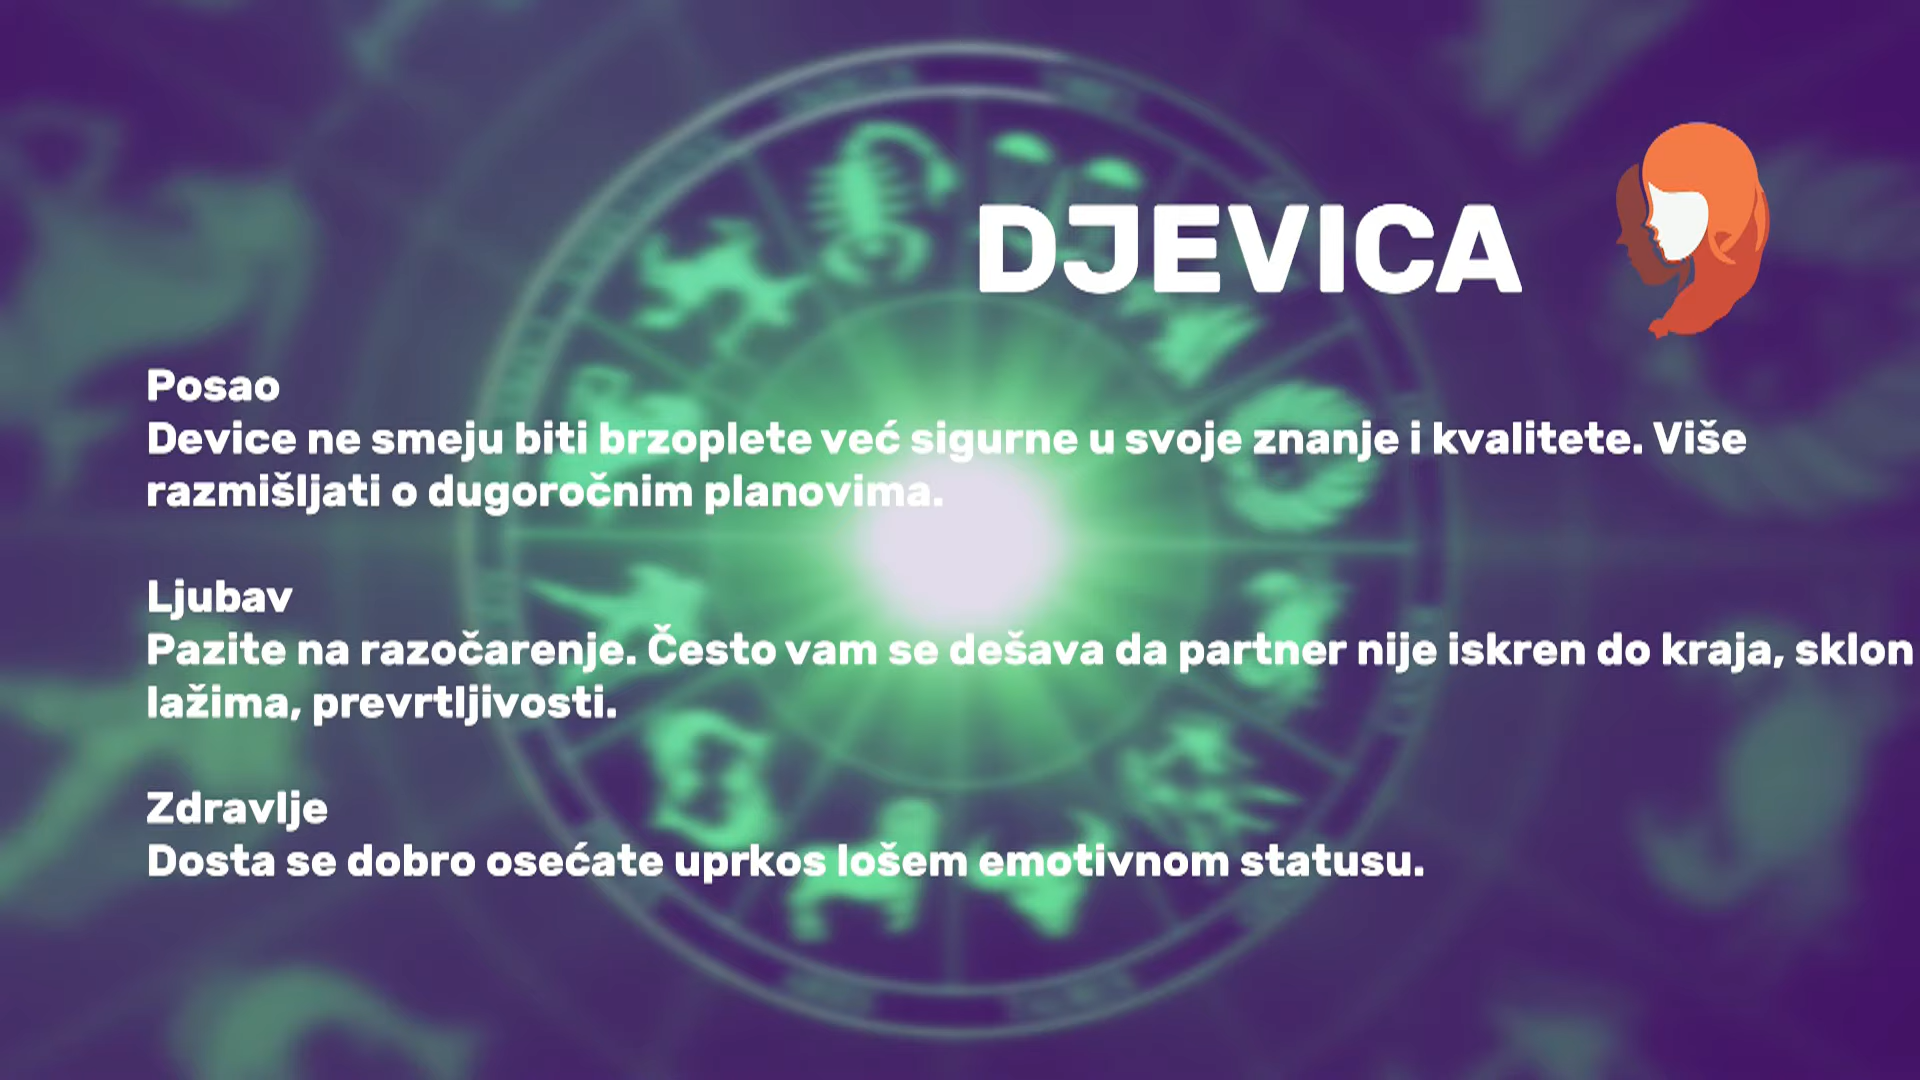 DJEVICA
Posao
Device ne smeju biti brzoplete već sigurne u svoje znanje i kvalitete. Više
razmišljati o dugoročnim planovima.
Ljubav
Pazite na razočarenje. Često vam se dešava da partner nije iskren do kraja, sklon
lažima, prevrtljivosti.
Zdravlje
Dosta se dobro osećate uprkos lošem emotivnom statusu.